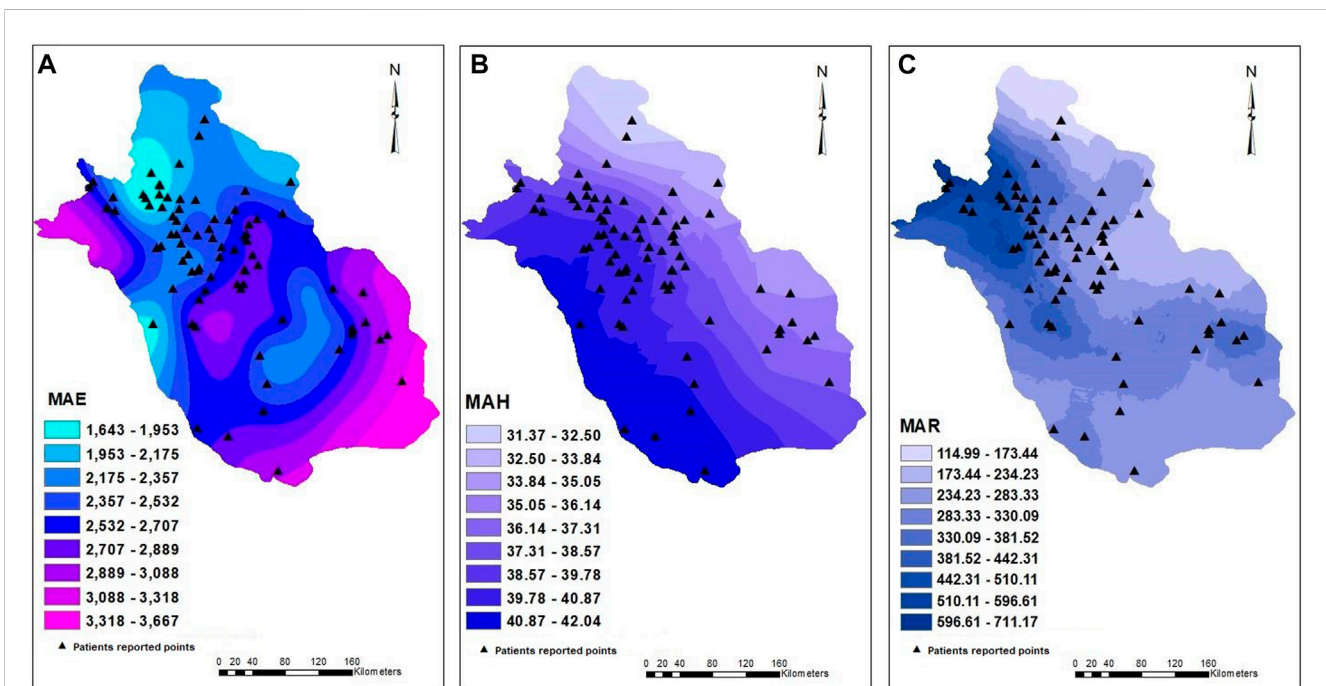 A
N
MAE
1,643 - 1,953
1,953 - 2,175
2,175 - 2,357
2,357 - 2,532
2,532 - 2,707
2,707 - 2,889
2,889 - 3,088
3,088 - 3,318
3,318 - 3,667
Patients reported points
0 20 40 80 120 160
Kilometers
B
N
MAH
31.37 - 32.50
32.50 - 33.84
33.84 - 35.05
35.05 - 36.14
36.14 - 37.31
37.31 - 38.57
38.57 - 39.78
39.78 - 40.87
40.87 - 42.04
Patients reported points
0 20 40 80 120 160
Kilometers
C
N
MAR
114.99 - 173.44
173.44 - 234.23
234.23 - 283.33
283.33 - 330.09
330.09 - 381.52
381.52 - 442.31
442.31 - 510.11
510.11 - 596.61
596.61 - 711.17
Patients reported points
0 20 40 80 120 160
Kilometers